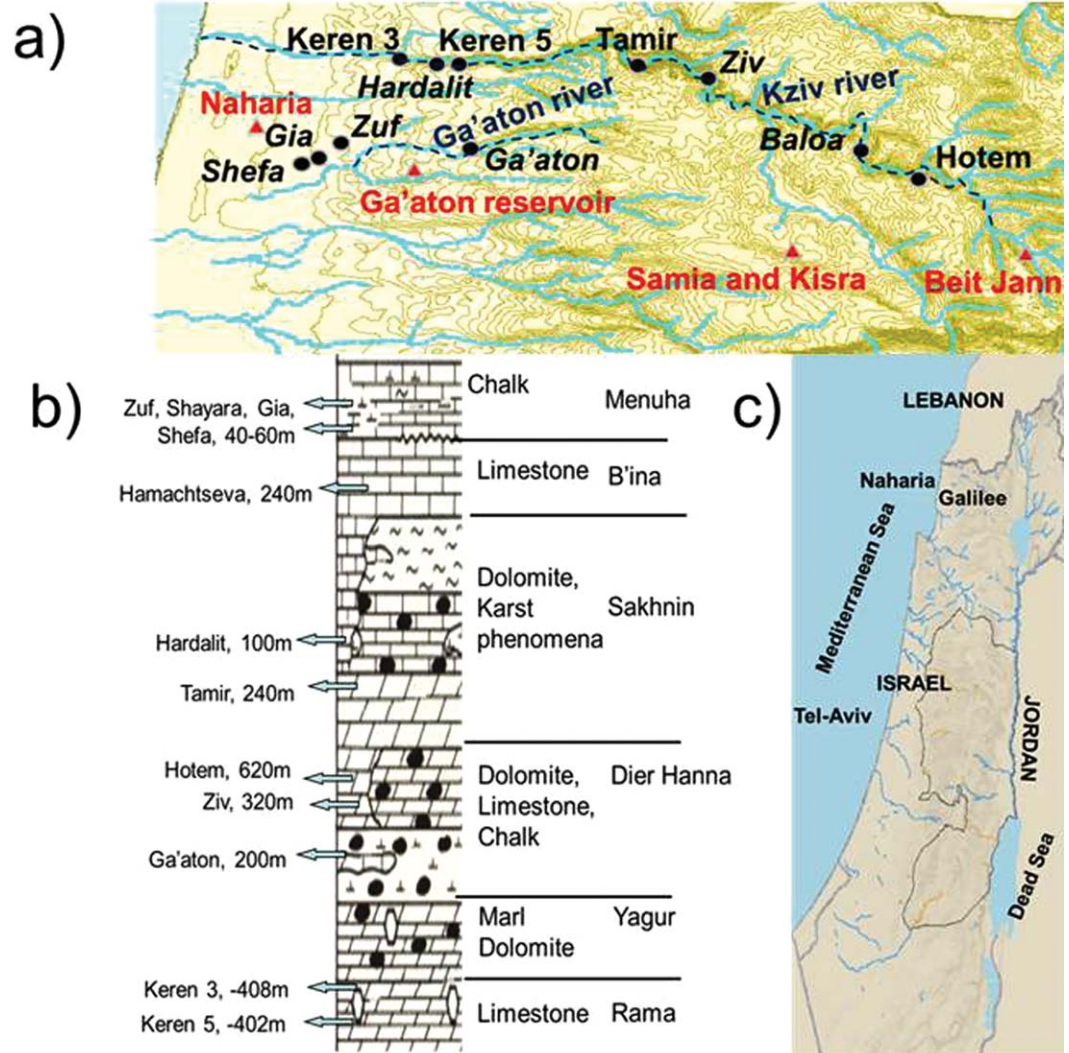 a)
Keren 3
Keren 5
Tamir
Ziv
Hardalit
Kziv river
Naharia
Gia
Zuf
Ga'aton river
Baloa
Shefa
Ga'aton
Hotem
Ga'aton reservoir
Samia and Kisra
Beit Jann
b)
Zuf, Shayara, Gia,
Shefa, 40-60m
Hamachtseva, 240m
Hardalit, 100m
Tamir, 240m
Hotem, 620m
Ziv, 320m
Ga'aton, 200m
Keren 3, -408m
Keren 5, -402m
Chalk
Menuha
Limestone
B'ina
Dolomite,
Karst
phenomena
Sakhnin
Dolomite,
Limestone,
Chalk
Dier Hanna
Marl
Dolomite
Yagur
Limestone
Rama
c)
LEBANON
Naharia
Galilee
Mediterranean Sea
ISRAEL
Tel-Aviv
JORDAN
Dead Sea